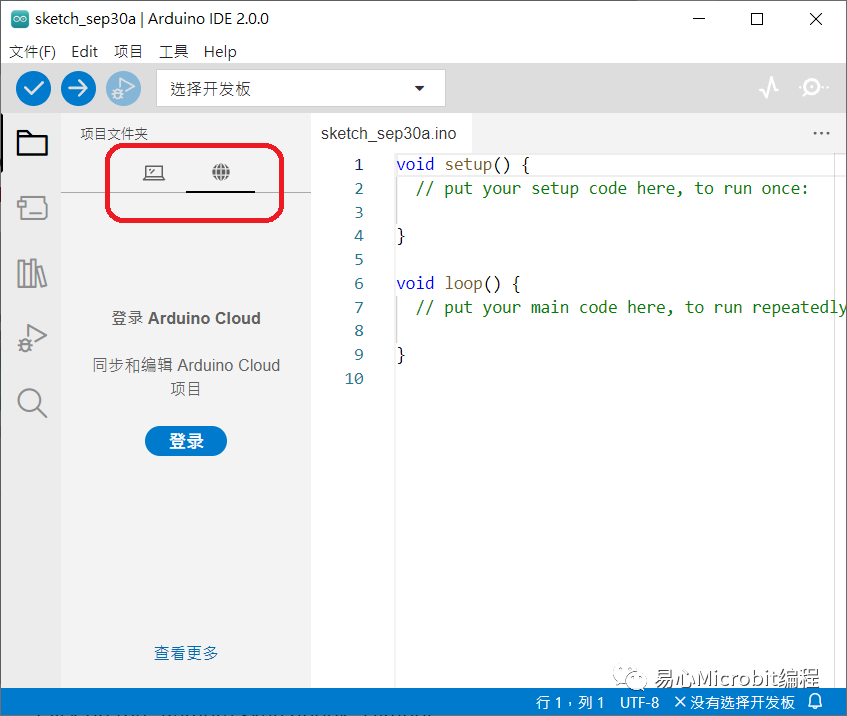 sketch_sep30a | Arduino IDE 2.0.0
文件(F) Edit 项目 工具 Help
选择开发板
项目文件夹
sketch_sep30a.ino
1 void setup() {
2 // put your setup code here, to run once:
3
4 }
5
6 void loop() {
7 // put your main code here, to run repeatedly
8
9 }
10
登录 Arduino Cloud
同步和编辑 Arduino Cloud
项目
登录
查看更多
易心Microbit编程
行 1，列 1 UTF-8 没有选择开发板